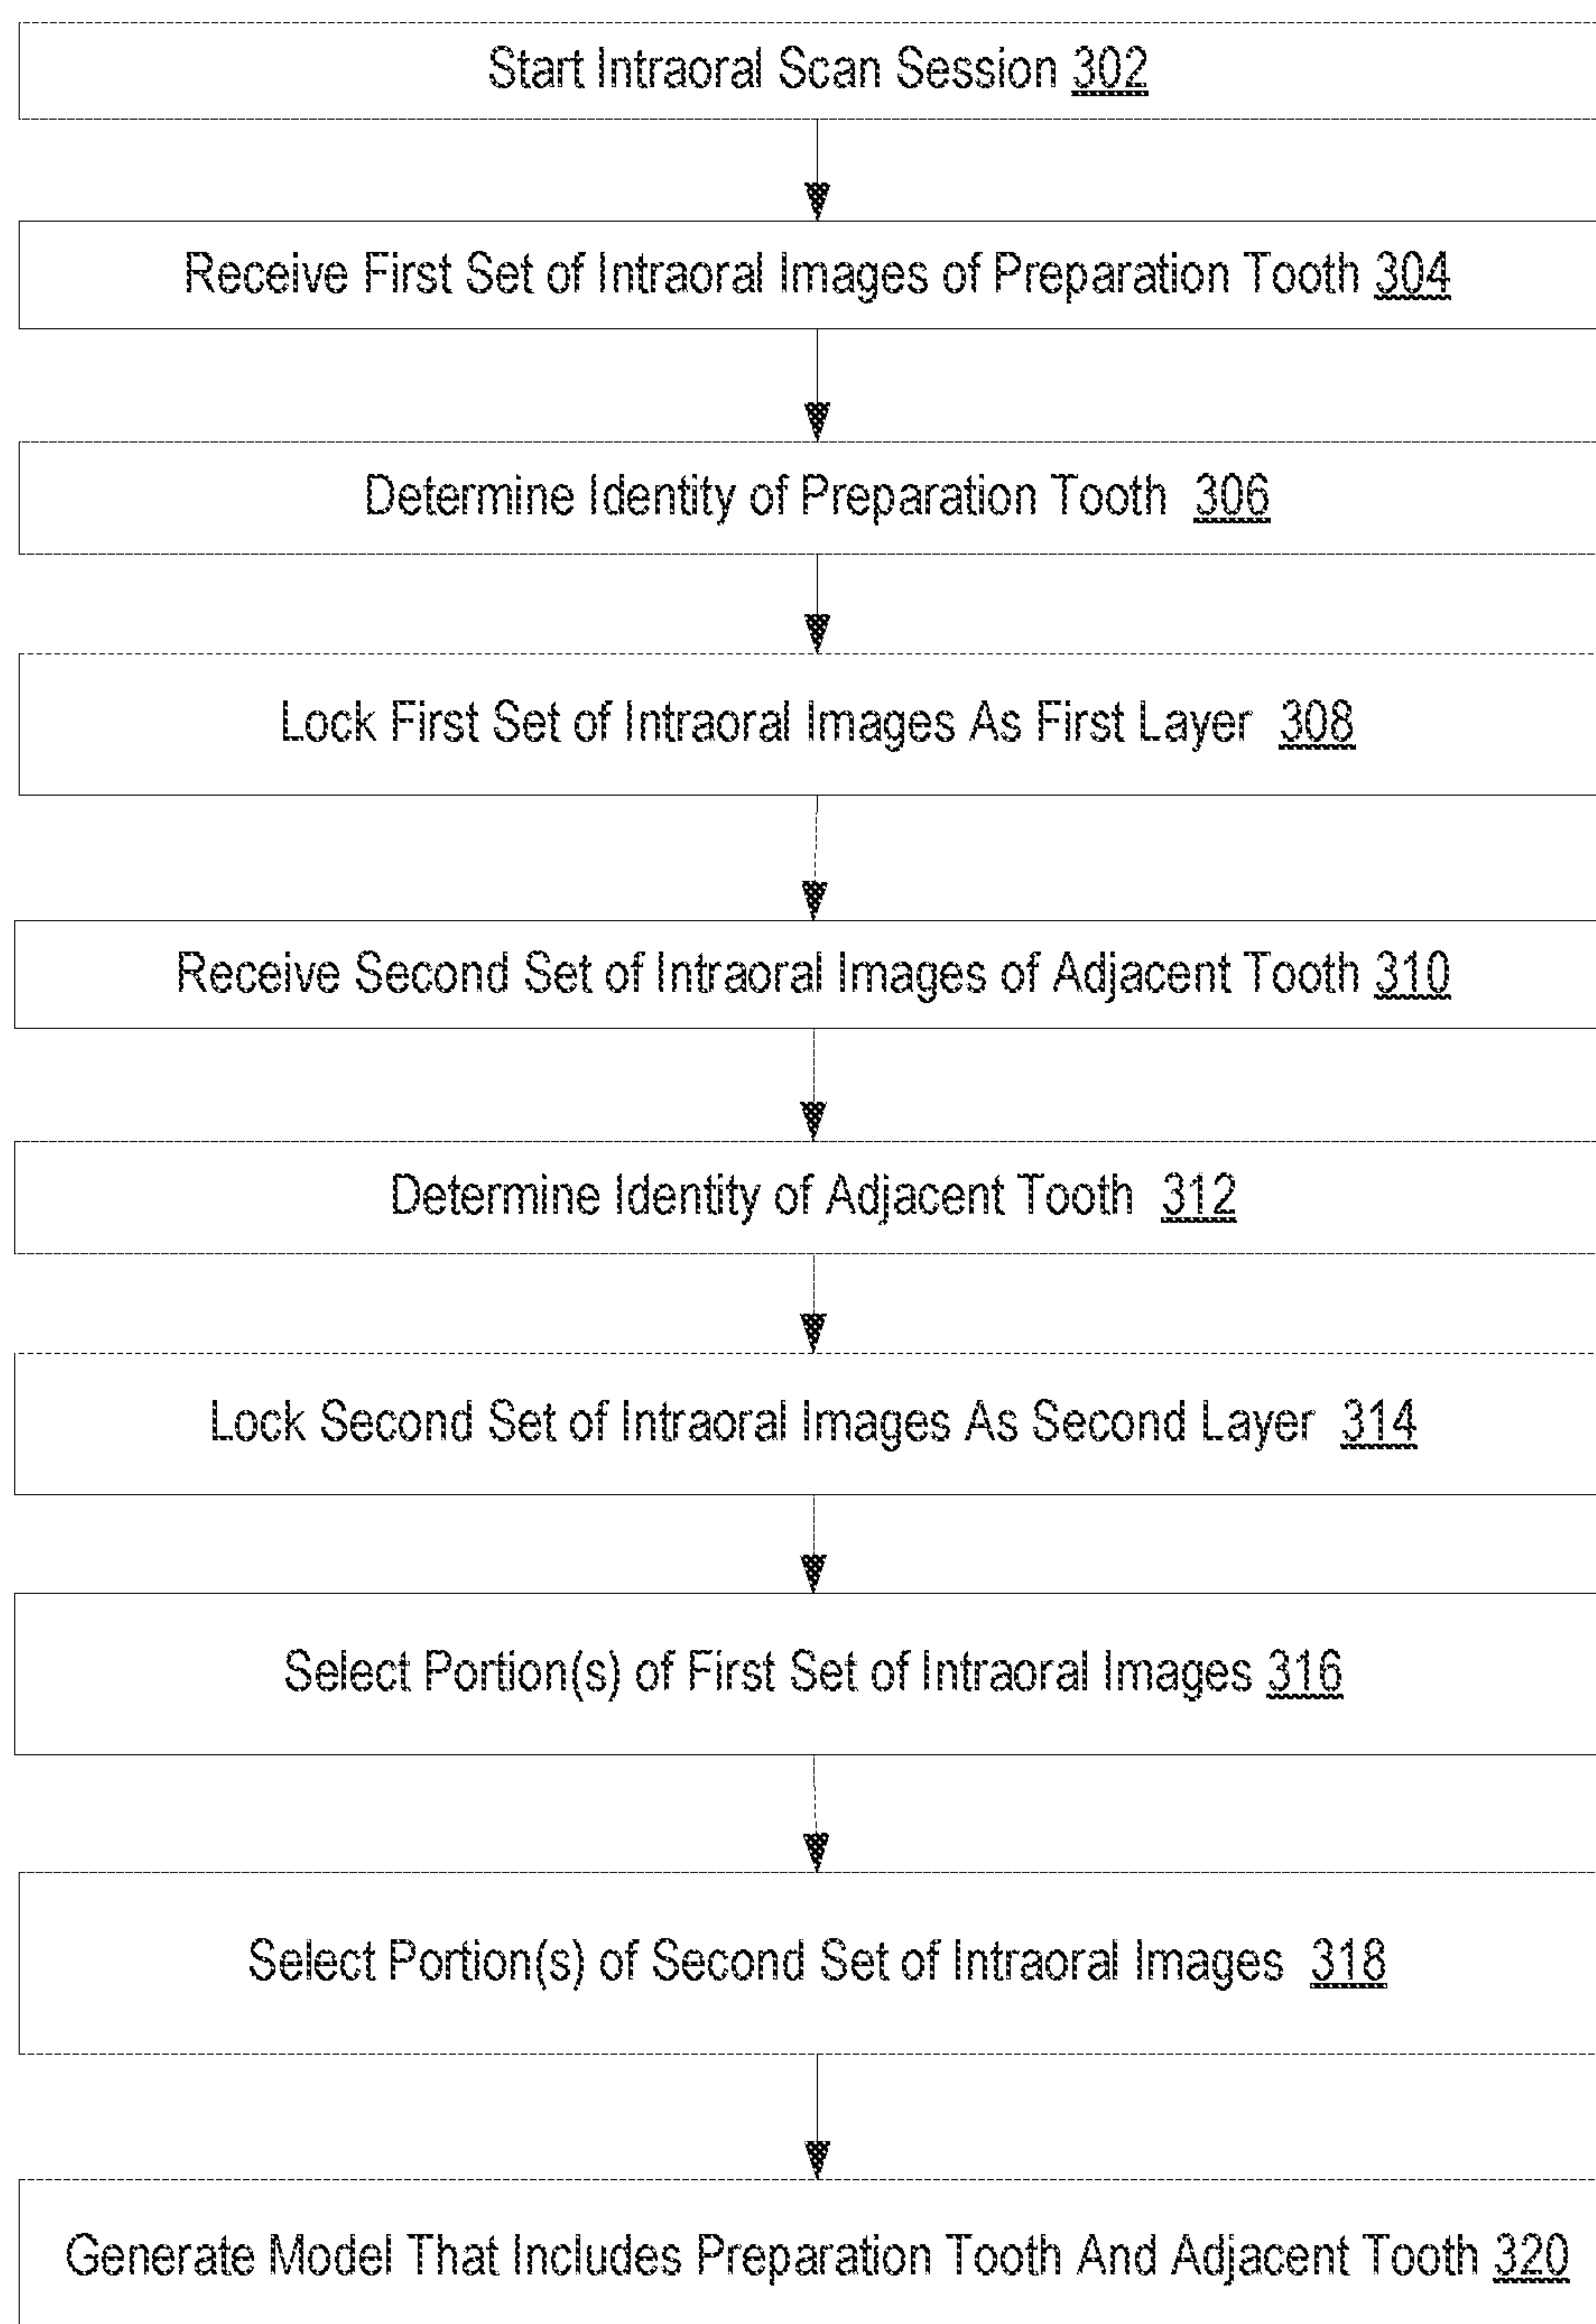 Start Intraoral Scan Session 302
Receive First Set of Intraoral Images of Preparation Tooth 304
Determine Identity of Preparation Tooth 306
Lock First Set of Intraoral Images As First Layer 308
Receive Second Set of Intraoral Images of Adjacent Tooth 310
Determine Identity of Adjacent Tooth 312
Lock Second Set of Intraoral Images As Second Layer 314
Select Portion(s) of First Set of Intraoral Images 316
Select Portion(s) of Second Set of Intraoral Images 318
Generate Model That Includes Preparation Tooth And Adjacent Tooth 320